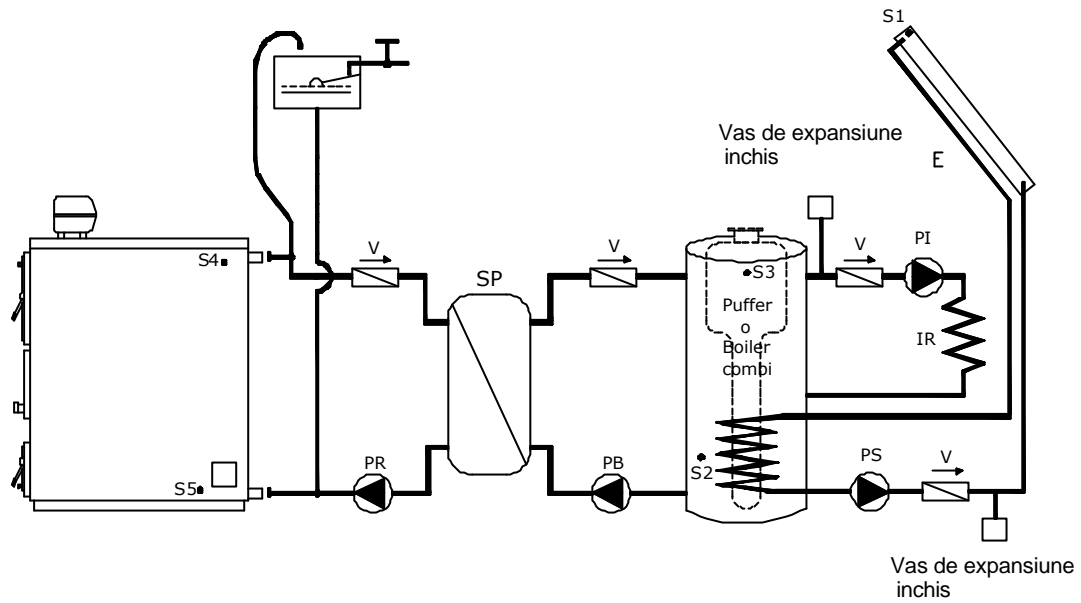 S1
Vas de expansiune
inchis
E
V
V
V
PI
S4
SP
S3
Puffer
o
Boiler
combi
IR
PR
PB
S2
PS
V
S5
Vas de expansiune
inchis